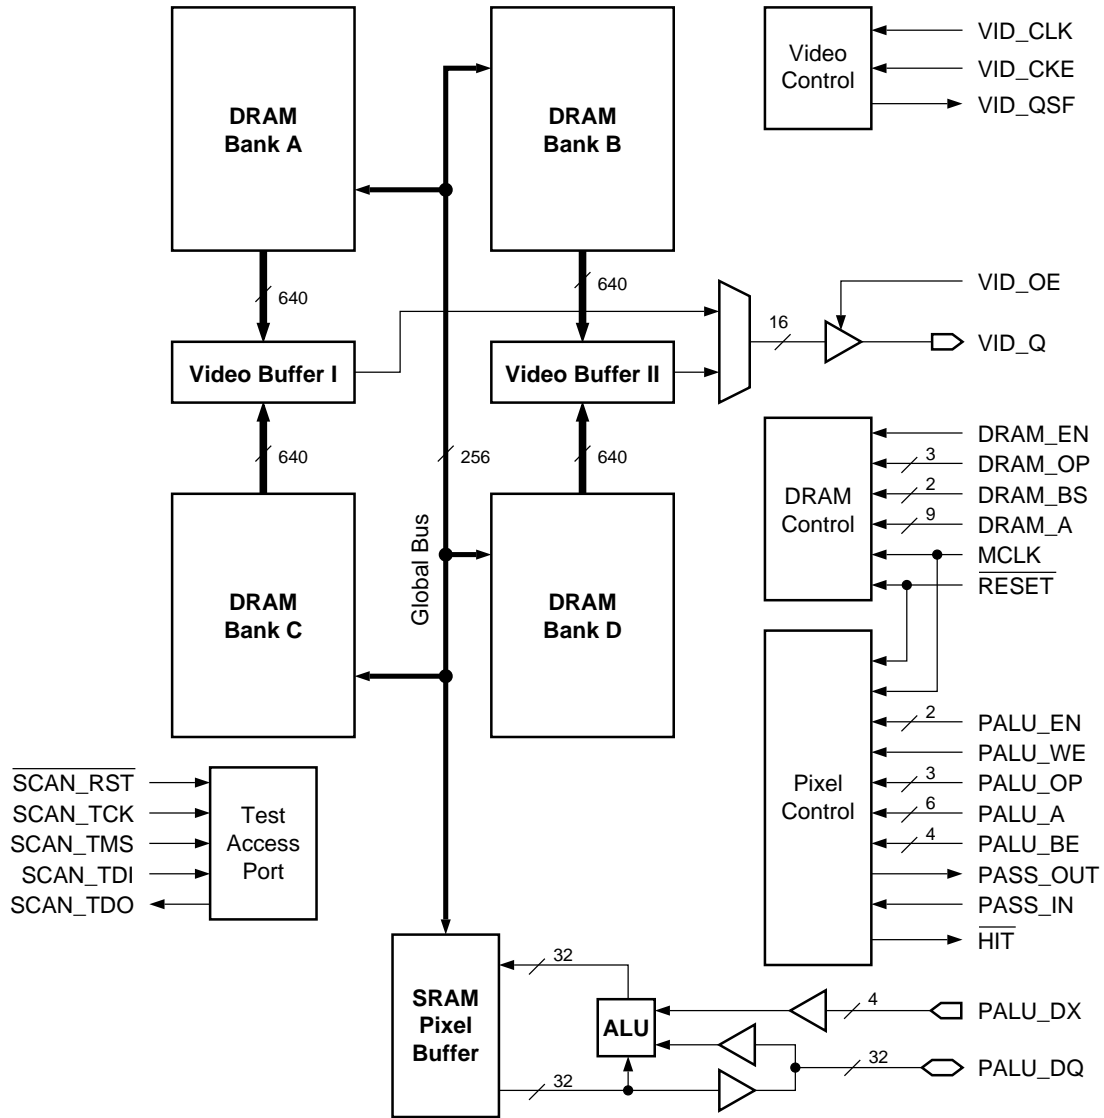 DRAM
Bank A
DRAM
Bank B
Video
Control
VID_CLK
VID_CKE
VID_QSF
640
640
VID_OE
16
VID_Q
Video Buffer I
Video Buffer II
640
256
640
Global Bus
DRAM
Bank C
DRAM
Bank D
DRAM
Control
DRAM_EN
3
DRAM_OP
2
DRAM_BS
9
DRAM_A
MCLK
RESET
Pixel
Control
2
PALU_EN
PALU_WE
3
PALU_OP
6
PALU_A
4
PALU_BE
PASS_OUT
PASS_IN
HIT
SCAN_RST
SCAN_TCK
SCAN_TMS
SCAN_TDI
SCAN_TDO
Test
Access
Port
SRAM
Pixel
Buffer
32
ALU
4
PALU_DX
32
32
PALU_DQ